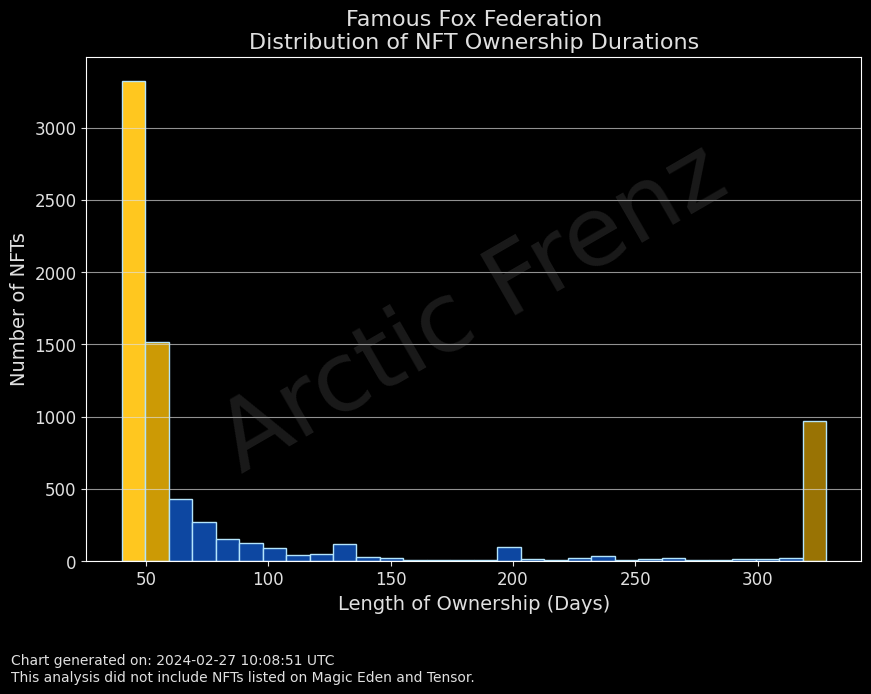 Famous Fox Federation
Distribution of NFT Ownership Durations
Number of NFTs
3000
2500
2000
1500
1000
500
0
50
100
150
200
250
300
Length of Ownership (Days)
Arctic Frenz
Chart generated on: 2024-02-27 10:08:51 UTC
This analysis did not include NFTs listed on Magic Eden and Tensor.